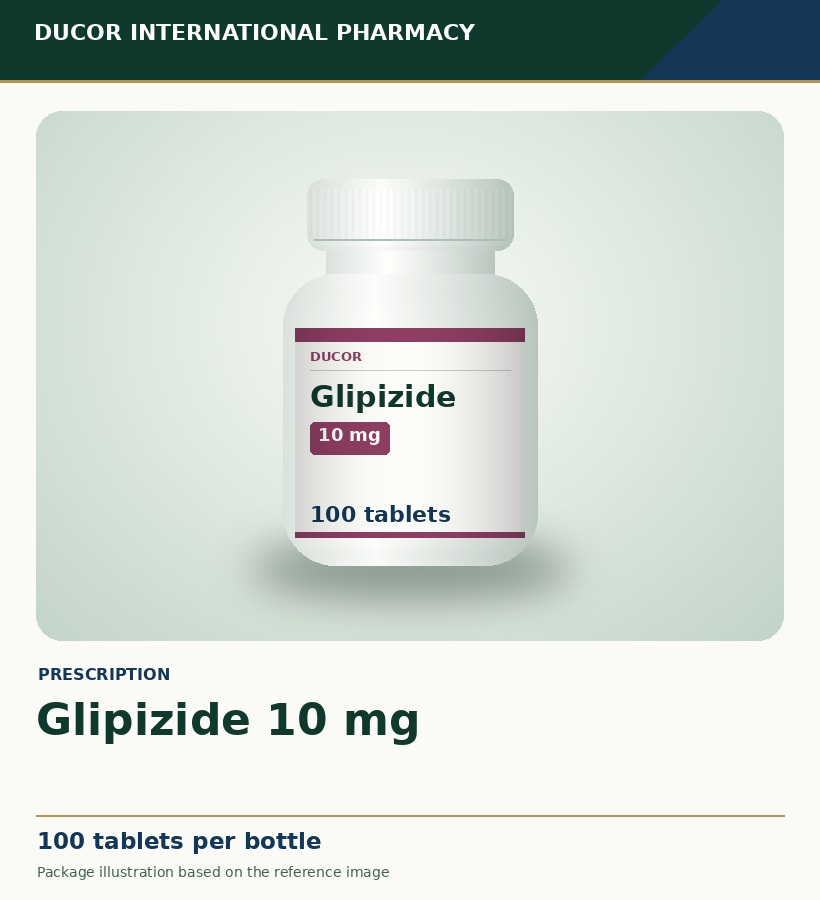 DUCOR INTERNATIONAL PHARMACY
DUCOR
Glipizide
10 mg
100 tablets
PRESCRIPTION
Glipizide 10 mg
100 tablets per bottle
Package illustration based on the reference image